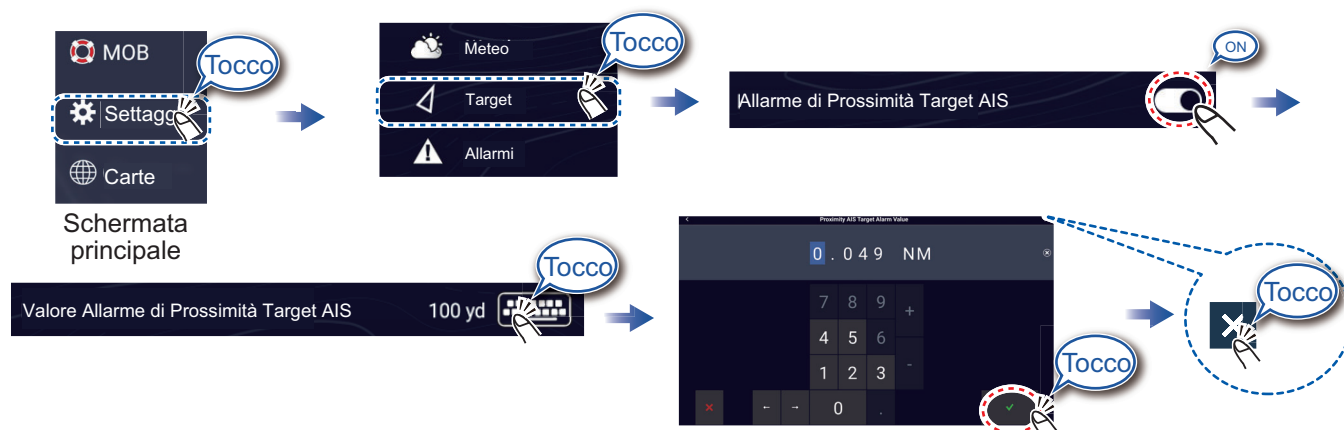 MOB
Tocco
Settagg
Carte
Schermata
principale
Meteo
Tocco
Target
Allarmi
ON
Allarme di Prossimità Target AIS
Valore Allarme di Prossimità Target AIS 100 yd
Tocco
Proximity AIS Target Alarm Value
0.049 NM
7 8 9 +
4 5 6
1 2 3 -
← → 0 .
Tocco
Tocco